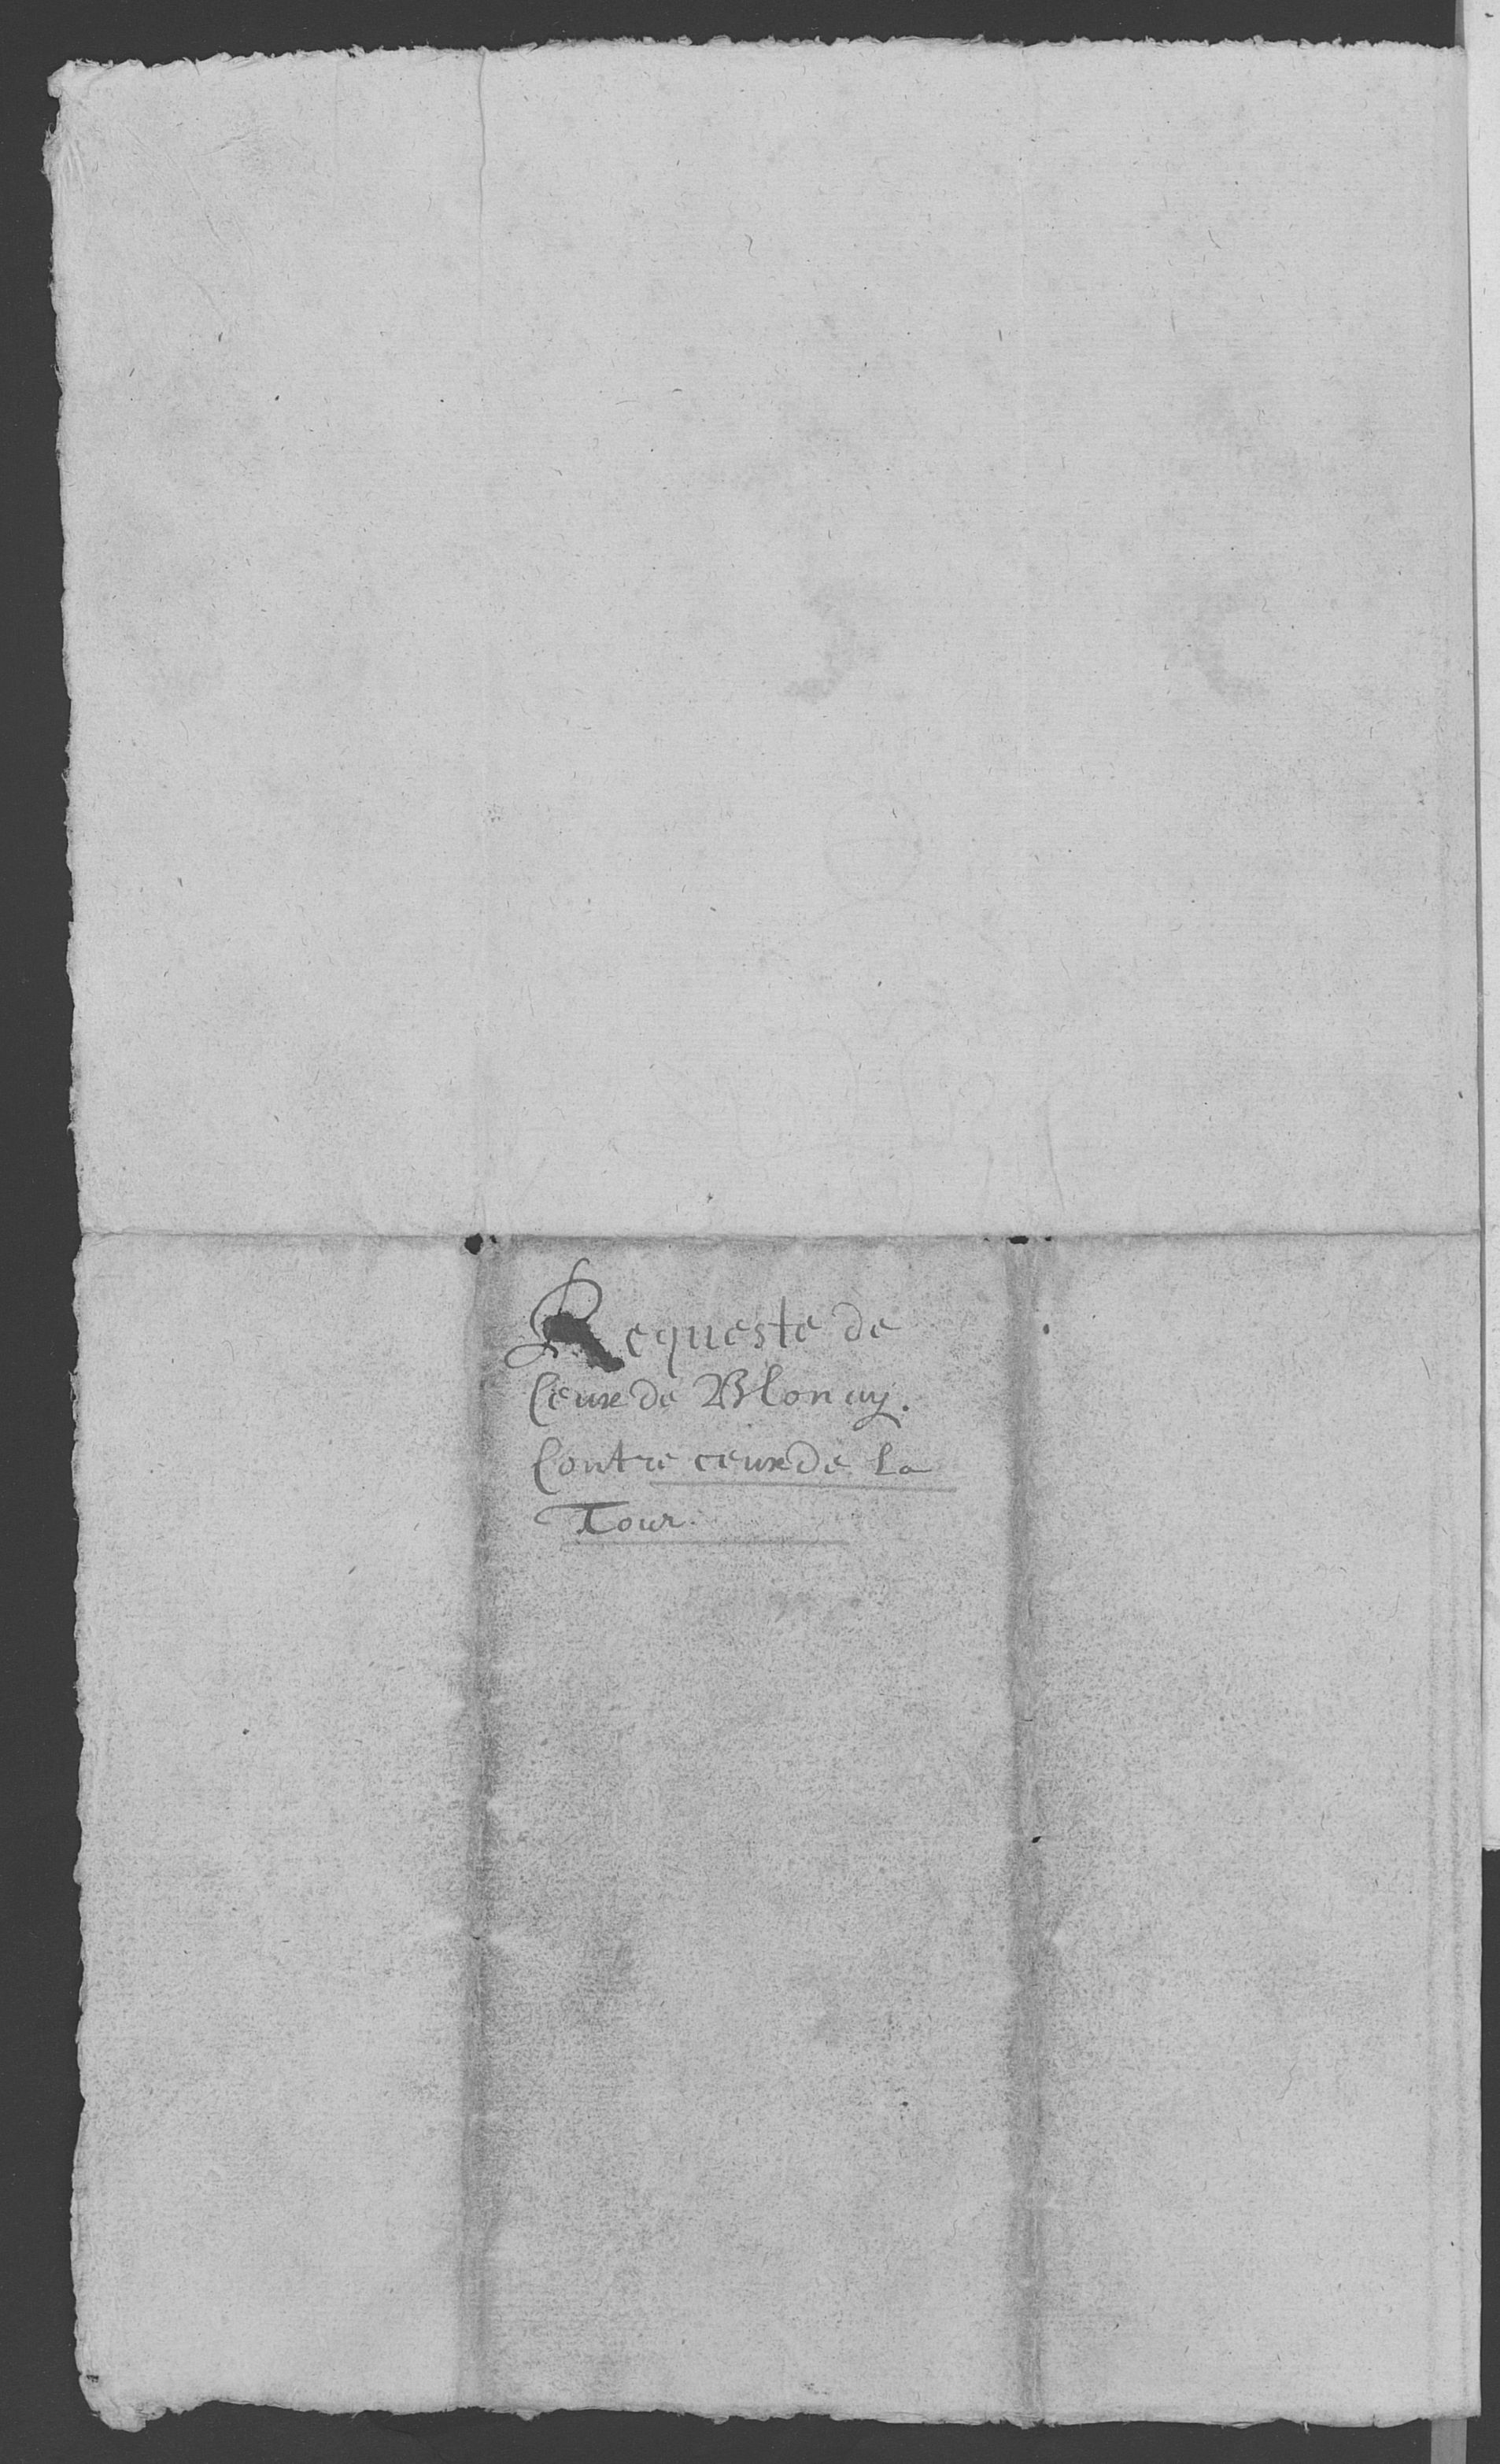 Requeste de
Ceux de Blonay.
Contre ceux de La
Tour.